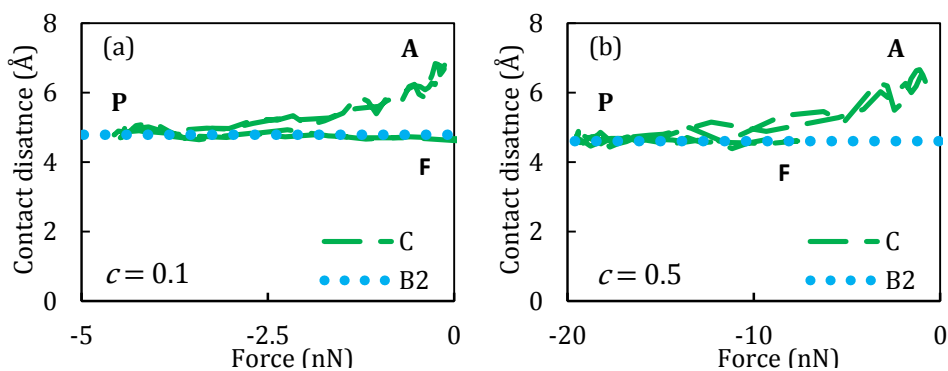 (a)
A
P
F
C
B2
c = 0.1
8
6
4
2
0
-5
-2.5
0
Contact disatnce (Å)
Force (nN)
(b)
A
P
F
C
B2
c = 0.5
8
6
4
2
0
-20
-10
0
Contact disatnce (Å)
Force (nN)